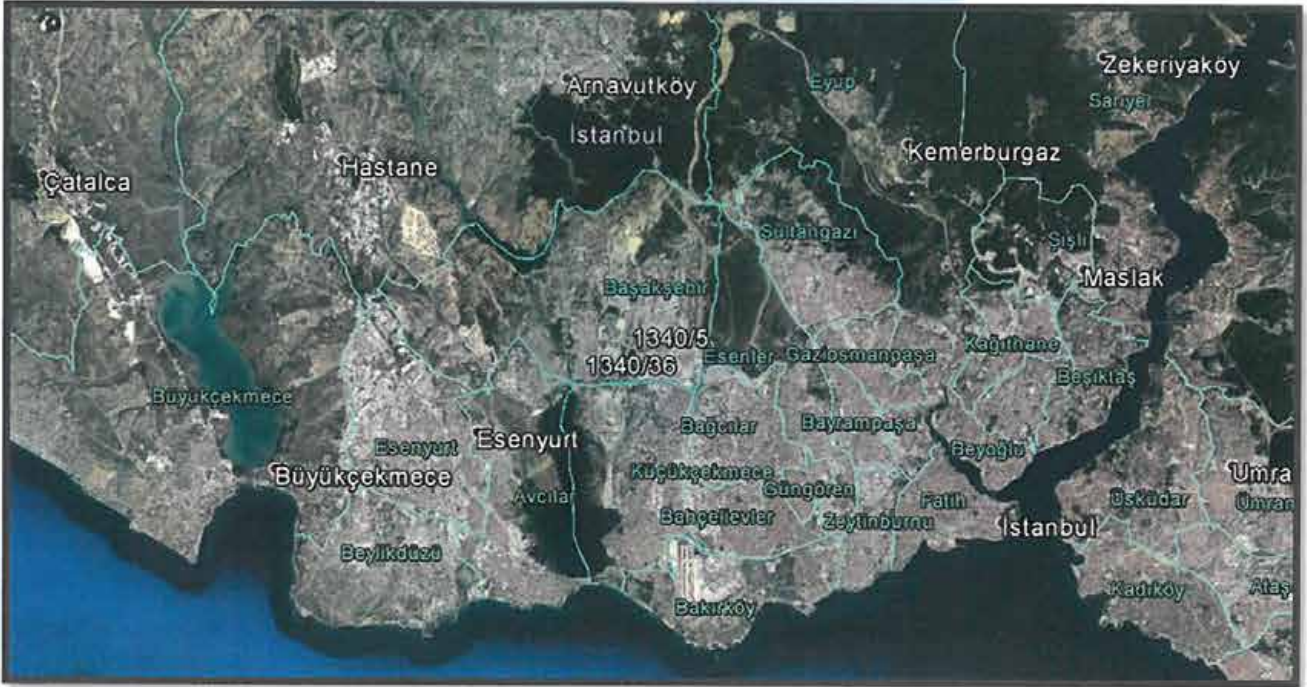 Zekeriyaköy
Arnavutköy
Eyüp
Sarıyer
İstanbul
Kemerburgaz
Hastane
Çatalca
Sultangazi
Şişli
Maslak
Başakşehir
1340/5
Esenler
Gaziosmanpaşa
Kağıthane
1340/36
Beşiktaş
Büyükçekmece
Bağcılar
Bayrampaşa
Esenyurt
Esenyurt
Beyoğlu
Büyükçekmece
Küçükçekmece
Umra
Güngören
Avcılar
Fatih
Üsküdar
Ümran
Bahçelievler
Zeytinburnu
İstanbul
Beylikdüzü
Kadıköy
Ataş
Bakırköy